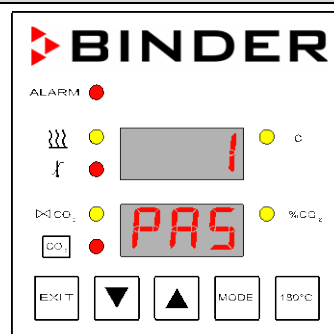 BINDER
ALARM
1 C
CO2
PAS %CO2
CO2
EXIT MODE 180°C